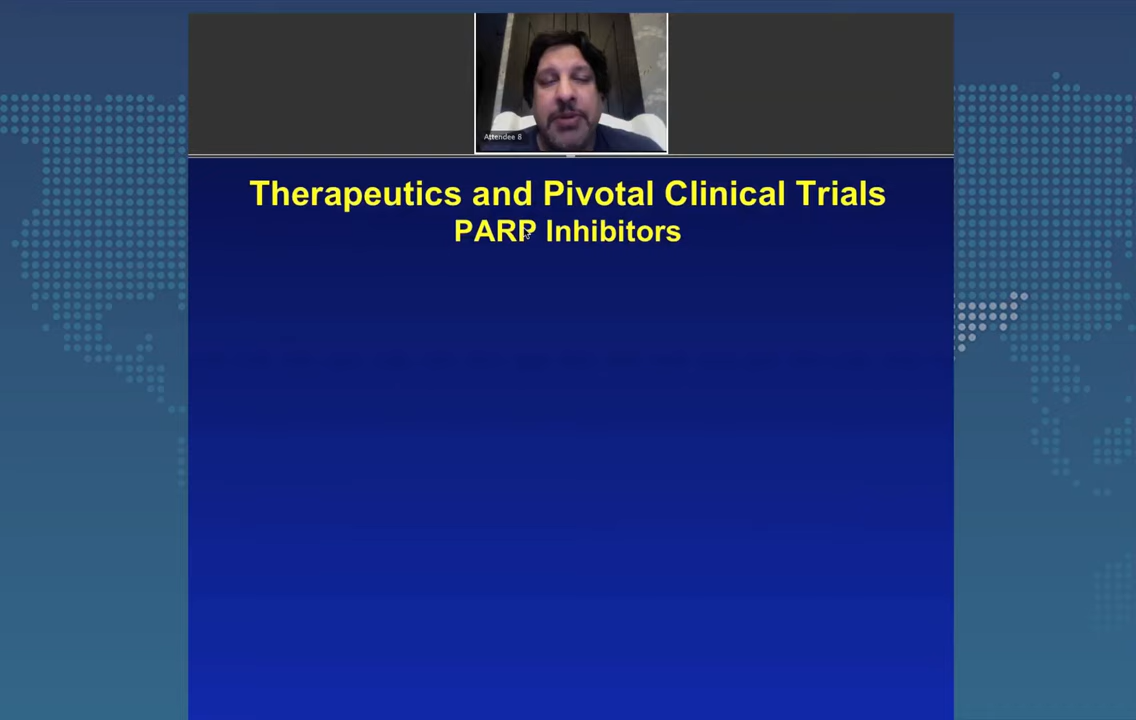 Attendee 8
Therapeutics and Pivotal Clinical Trials
PARP Inhibitors